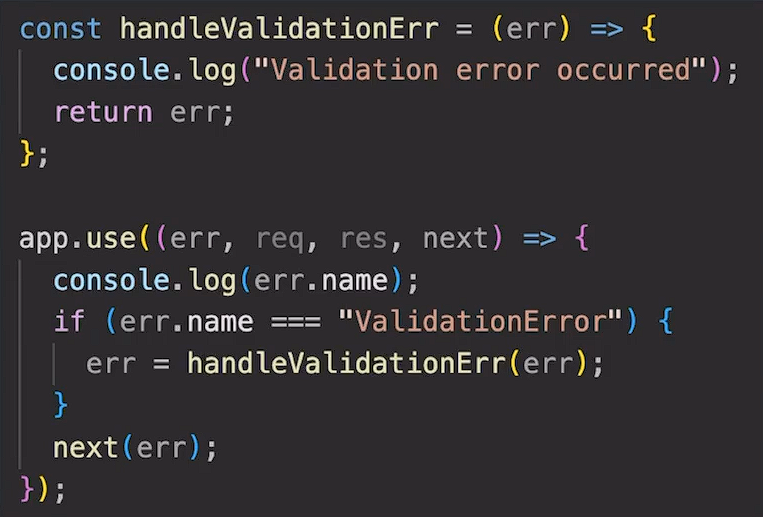 const handleValidationErr = (err) => {
  console.log("Validation error occurred");
  return err;
};

app.use((err, req, res, next) => {
  console.log(err.name);
  if (err.name === "ValidationError") {
    err = handleValidationErr(err);
  }
  next(err);
});